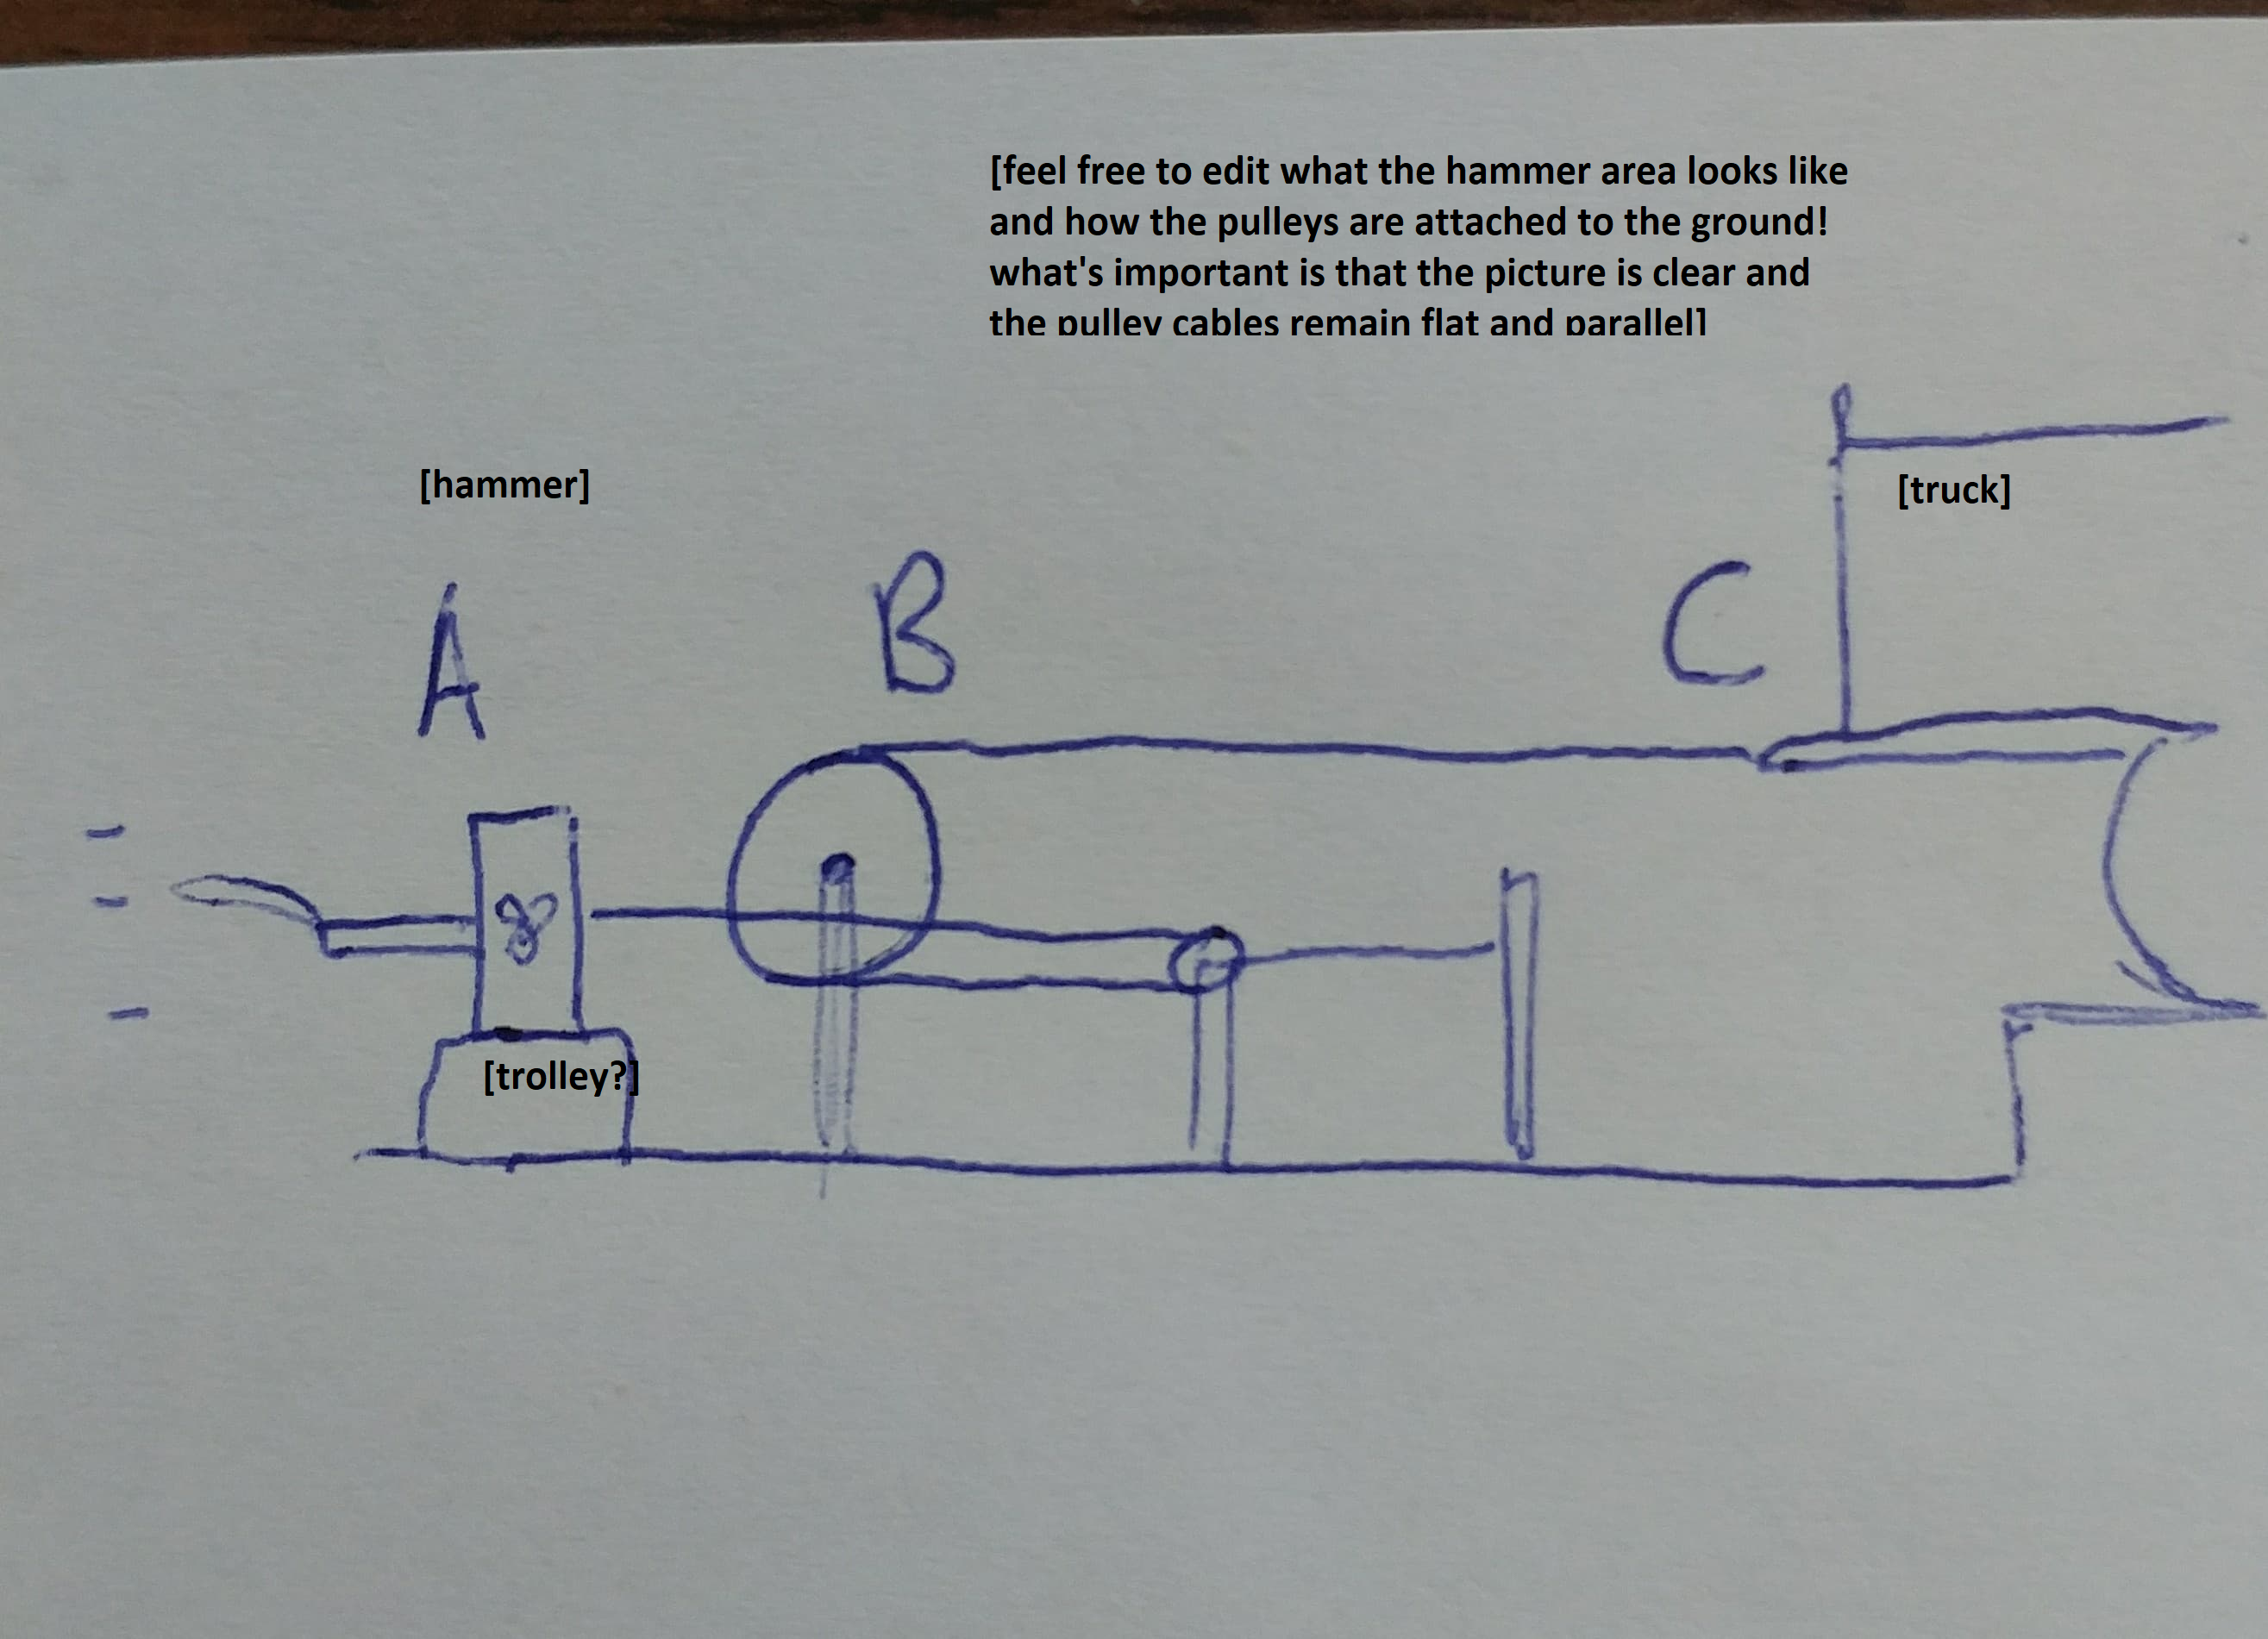 [feel free to edit what the hammer area looks like
and how the pulleys are attached to the ground!
what's important is that the picture is clear and
the pulley cables remain flat and parallel]
[hammer]
[truck]
A
B
C
[trolley?]